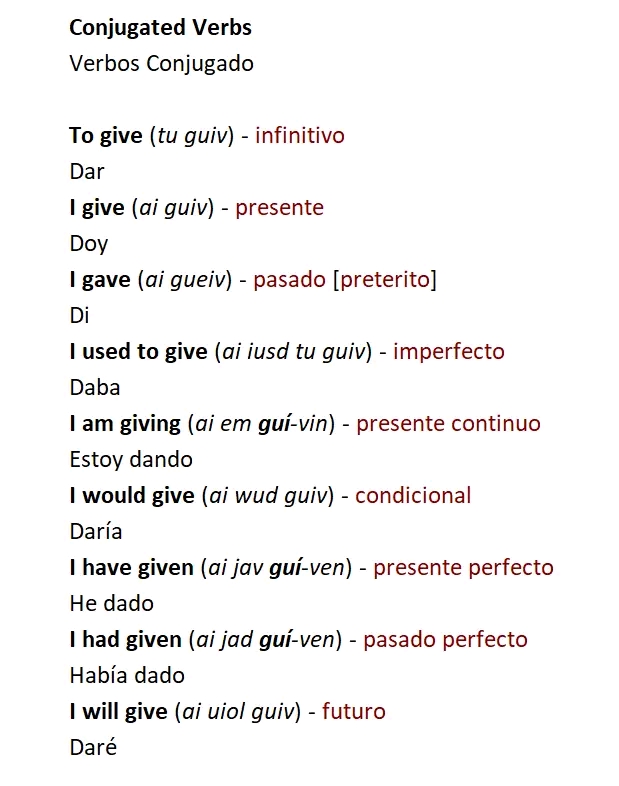 Conjugated Verbs
Verbos Conjugado
To give (tu guiv) - infinitivo
Dar
I give (ai guiv) - presente
Doy
I gave (ai gueiv) - pasado [preterito]
Di
I used to give (ai iusd tu guiv) - imperfecto
Daba
I am giving (ai em guí-vin) - presente continuo
Estoy dando
I would give (ai wud guiv) - condicional
Daría
I have given (ai jav guí-ven) - presente perfecto
He dado
I had given (ai jad guí-ven) - pasado perfecto
Había dado
I will give (ai uiol guiv) - futuro
Daré